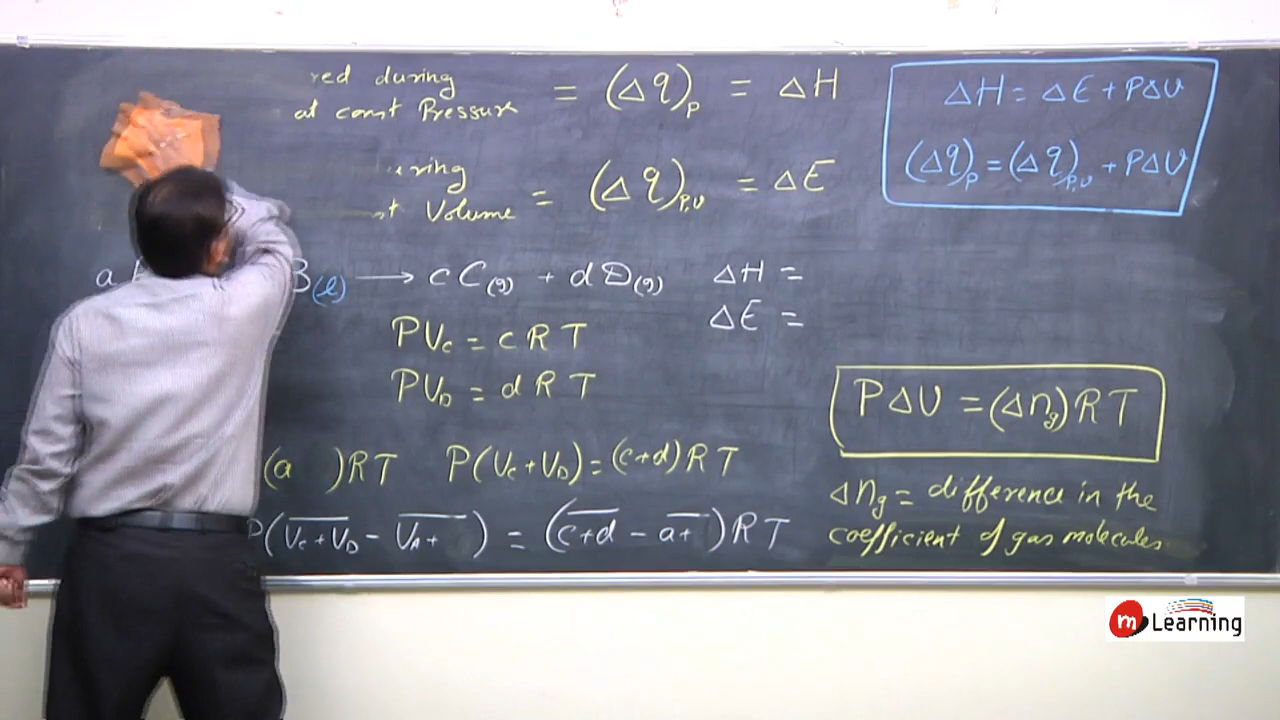 red during
at const Pressure = (Δq)ₚ = ΔH
uring
st Volume = (Δq)P,V = ΔE
ΔH = ΔE + PΔV
(Δq)P = (Δq)P,V + PΔV
a B(l) → cC(g) + dD(g) ΔH =
ΔE =
PVC = cRT
PVD = dRT
(a )RT P(VC+VD) = (c+d)RT
P(VC+VD - VA+ ) = (c+d - a+ )RT
PΔV = (Δng)RT
Δng = difference in the
coefficient of gas molecules
m Learning